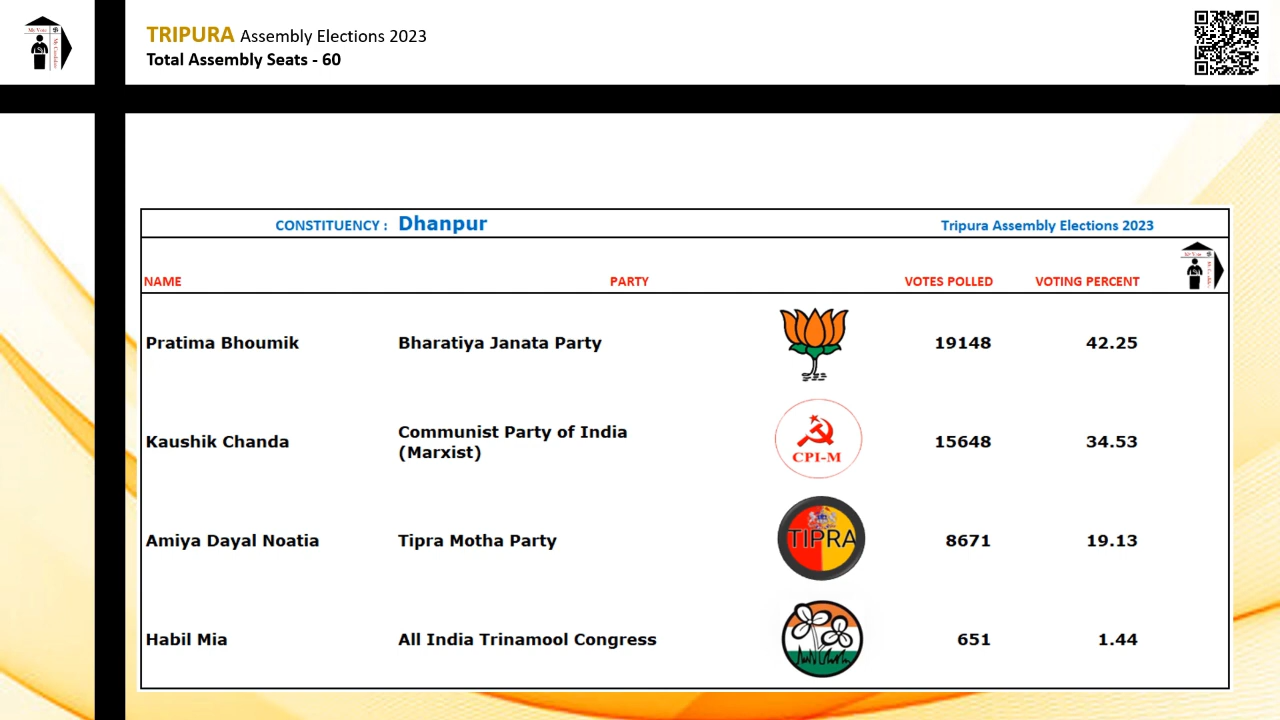 TRIPURA Assembly Elections 2023
Total Assembly Seats - 60
CONSTITUENCY : Dhanpur Tripura Assembly Elections 2023
NAME PARTY VOTES POLLED VOTING PERCENT
Pratima Bhoumik Bharatiya Janata Party 19148 42.25
Kaushik Chanda Communist Party of India
(Marxist) CPI-M 15648 34.53
Amiya Dayal Noatia Tipra Motha Party TIPRA 8671 19.13
Habil Mia All India Trinamool Congress 651 1.44